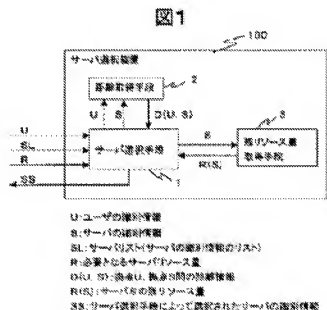 図1
100
サーバ選択装置
距離取得手段
2
U
S
D(U, S)
3
U
SL
R
SS
サーバ選択手段
1
S
R(S)
残リソース量
取得手段
U:ユーザの識別情報
S:サーバの識別情報
SL:サーバリスト(サーバの識別情報のリスト)
R:必要となるサーバリソース量
D(U, S):拠点U,拠点S間の距離情報
R(S):サーバSの残リソース量
SS:サーバ選択手段によって選択されたサーバの識別情報